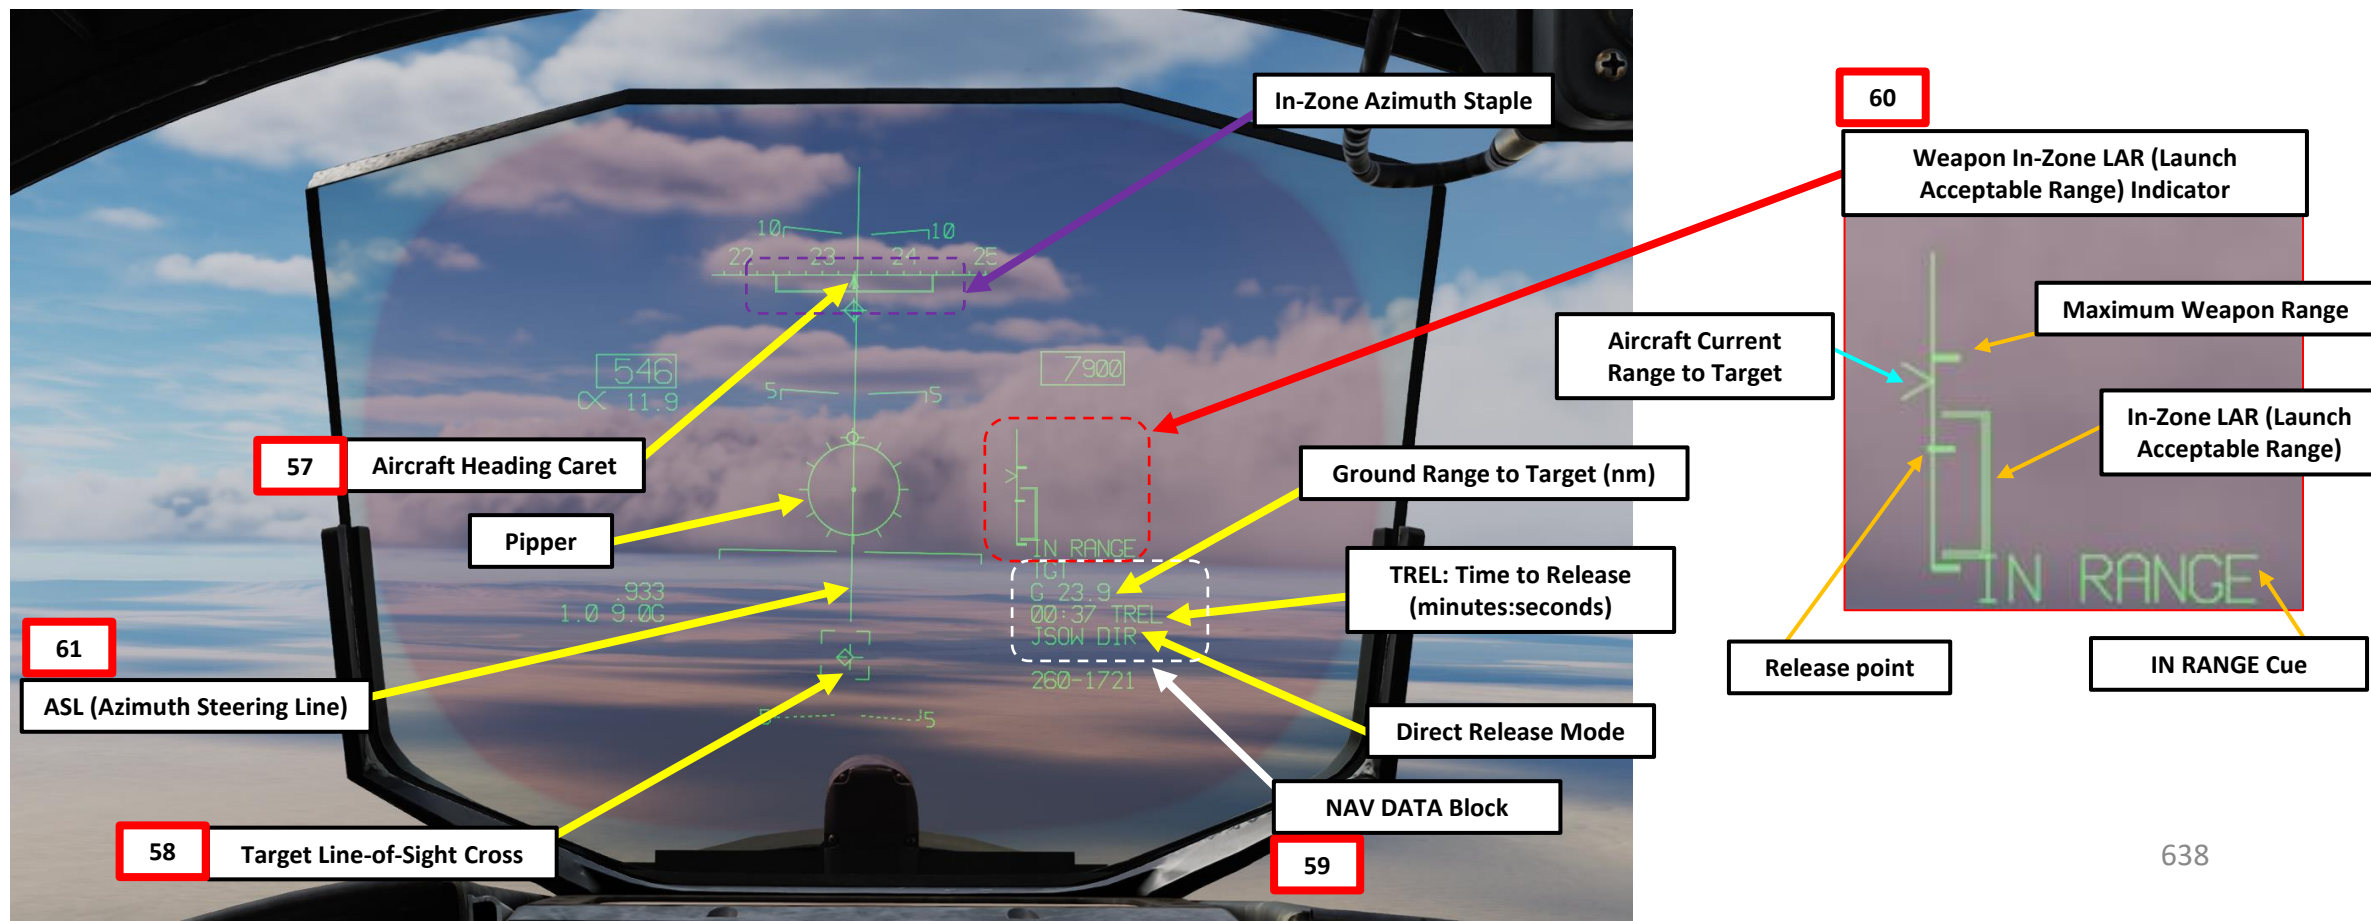 In-Zone Azimuth Staple
60
Weapon In-Zone LAR (Launch
Acceptable Range) Indicator
10 10
22 23 24 25
546
α 11.9
7900
5 5
57
Aircraft Heading Caret
Pipper
Ground Range to Target (nm)
IN RANGE
TGT
G 23.9
00:37 TREL
JSOW DIR
260-1721
.933
1.0 9.0G
TREL: Time to Release
(minutes:seconds)
61
ASL (Azimuth Steering Line)
5 5
Direct Release Mode
NAV DATA Block
59
58
Target Line-of-Sight Cross
Maximum Weapon Range
Aircraft Current
Range to Target
In-Zone LAR (Launch
Acceptable Range)
IN RANGE
Release point
IN RANGE Cue
638